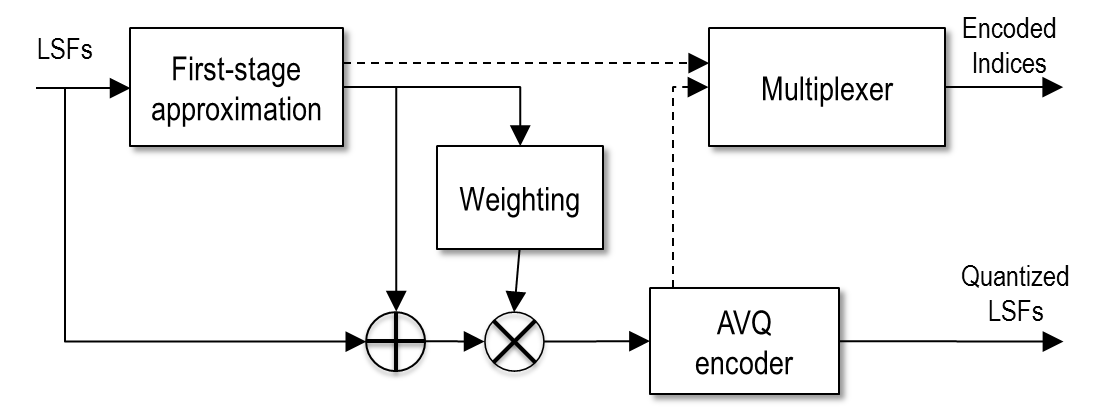 LSFs
First-stage
approximation
Multiplexer
Encoded
Indices
Weighting
AVQ
encoder
Quantized
LSFs